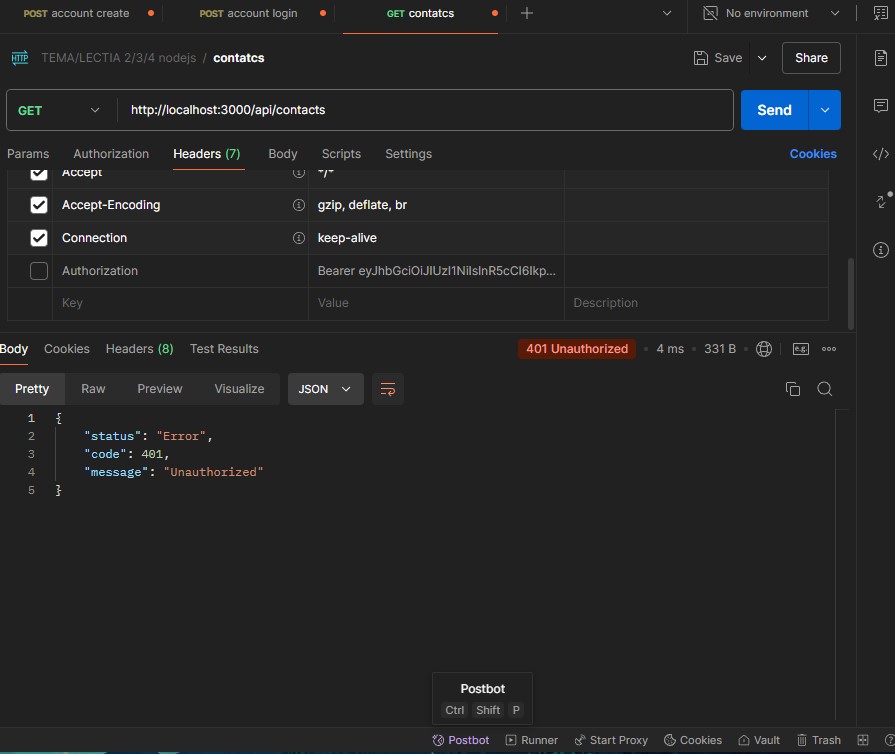 POST account create POST account login GET contatcs No environment
HTTP TEMA/LECTIA 2/3/4 nodejs / contatcs Save Share
GET http://localhost:3000/api/contacts Send
Params Authorization Headers (7) Body Scripts Settings Cookies
Accept */*
Accept-Encoding gzip, deflate, br
Connection keep-alive
Authorization Bearer eyJhbGciOiJIUzI1NiIsInR5cCI6Ikp...
Key Value Description
Body Cookies Headers (8) Test Results 401 Unauthorized 4 ms 331 B e.g.
Pretty Raw Preview Visualize JSON
1 {
2 "status": "Error",
3 "code": 401,
4 "message": "Unauthorized"
5 }
Postbot
Ctrl Shift P
Postbot Runner Start Proxy Cookies Vault Trash